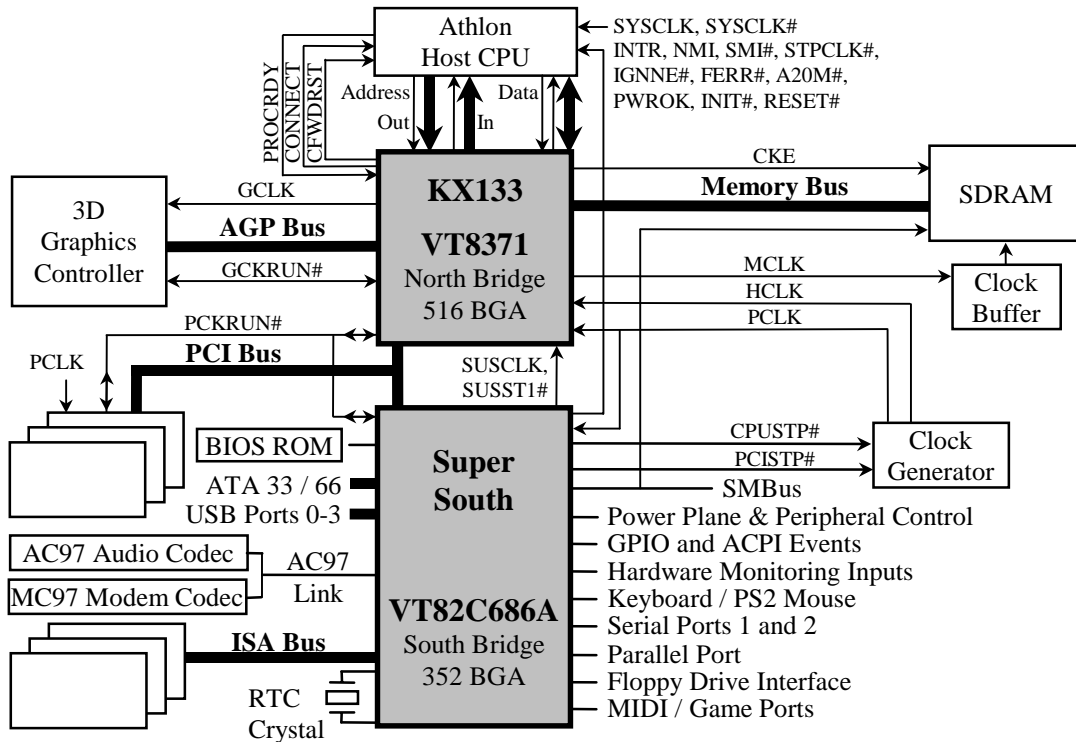 Athlon
Host CPU
SYSCLK, SYSCLK#
INTR, NMI, SMI#, STPCLK#,
IGNNE#, FERR#, A20M#,
PWROK, INIT#, RESET#
PROCRDY
CONNECT
CFWDRST
Address
Out
In
Data
CKE
Memory Bus
SDRAM
GCLK
3D
Graphics
Controller
AGP Bus
GCKRUN#
KX133
VT8371
North Bridge
516 BGA
MCLK
HCLK
PCLK
Clock
Buffer
PCKRUN#
PCI Bus
PCLK
SUSCLK,
SUSST1#
BIOS ROM
ATA 33 / 66
USB Ports 0-3
Super
South
CPUSTP#
PCISTP#
Clock
Generator
SMBus
Power Plane & Peripheral Control
GPIO and ACPI Events
Hardware Monitoring Inputs
Keyboard / PS2 Mouse
Serial Ports 1 and 2
Parallel Port
Floppy Drive Interface
MIDI / Game Ports
AC97 Audio Codec
MC97 Modem Codec
AC97
Link
VT82C686A
South Bridge
352 BGA
ISA Bus
RTC
Crystal